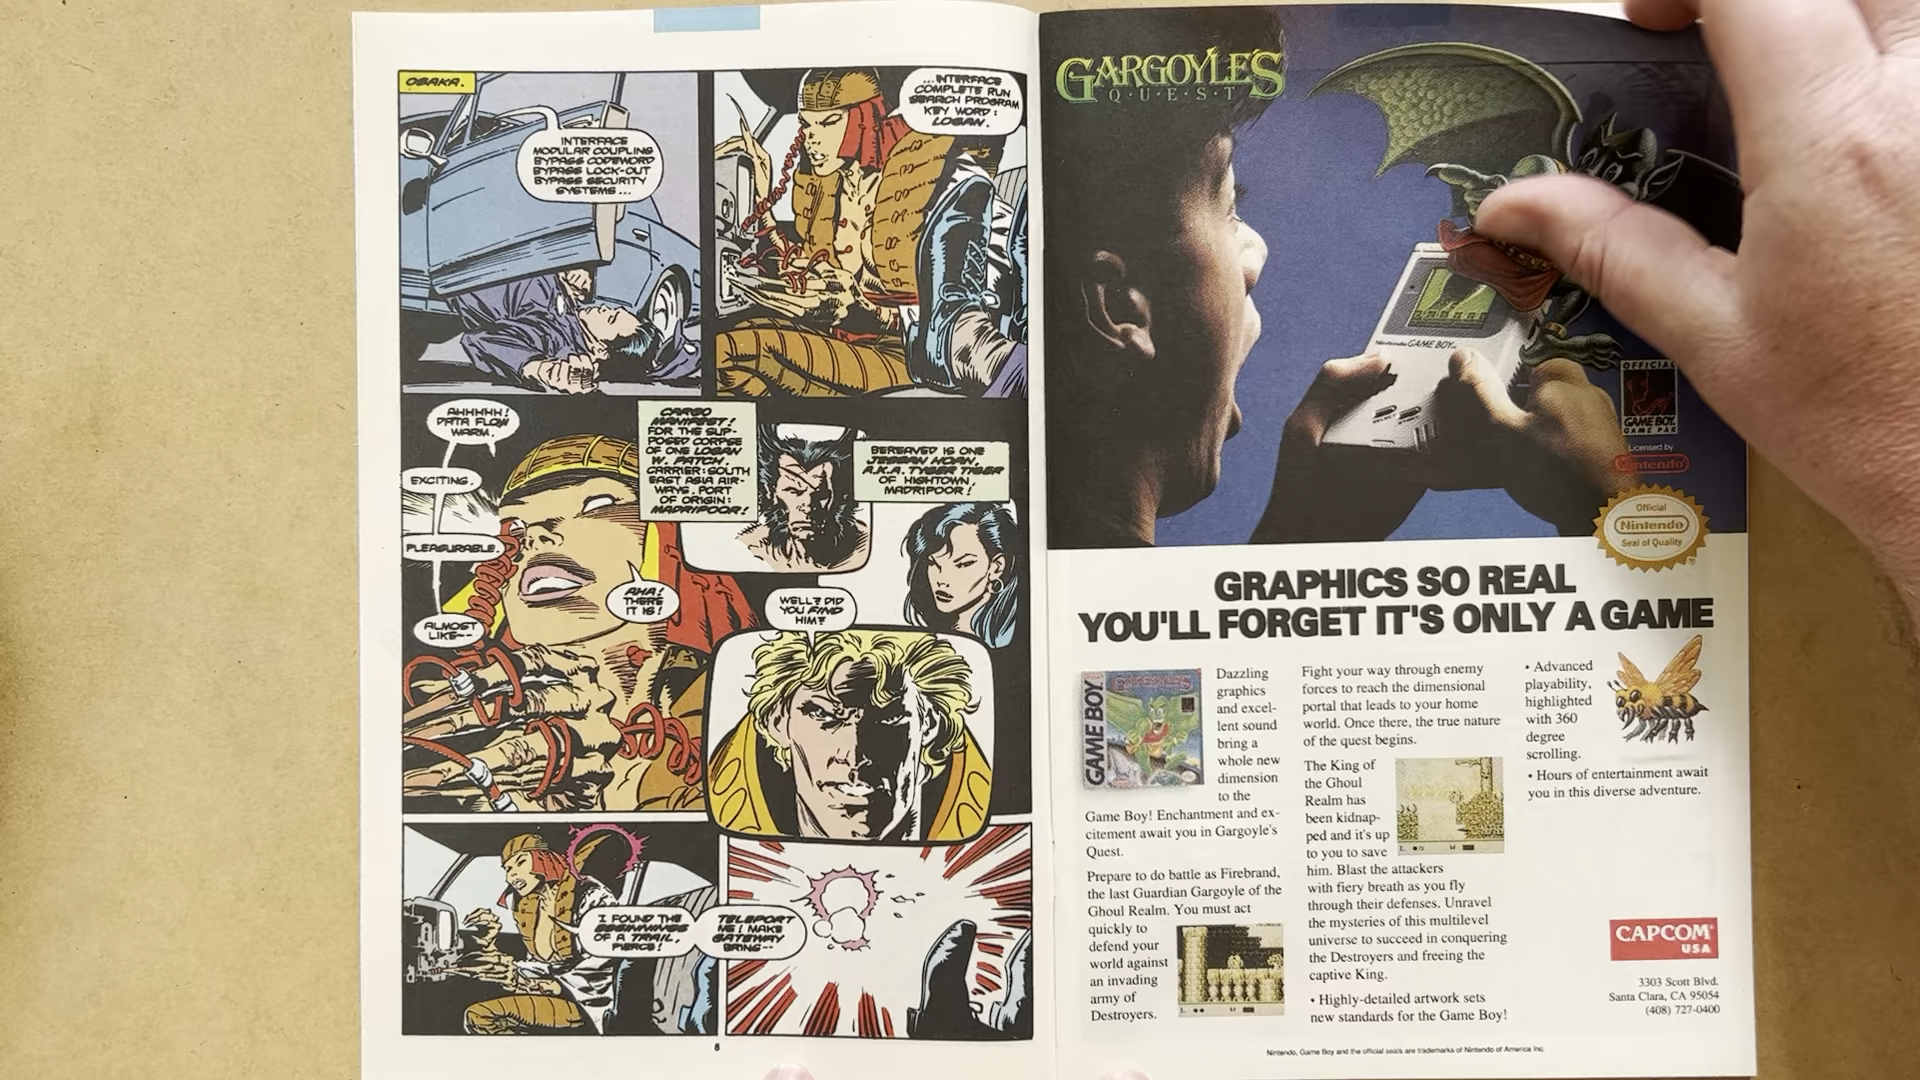 OSAKA.
INTERFACE
MODULAR COUPLING
BYPASS CODEWORD
BYPASS LOCK-OUT
BYPASS SECURITY
SYSTEMS...
...INTERFACE
COMPLETE RUN
SEARCH PROGRAM
KEY WORD:
LOGAN.
AHHHHH!
DATA FLOW
WARM.
EXCITING.
PLEASURABLE.
ALMOST
LIKE--
CARGO
MANIFEST!
FOR THE SUP-
POSED CORPSE
OF ONE LOGAN
W. PATCH.
CARRIER: SOUTH
EAST ASIA AIR-
WAYS. PORT
OF ORIGIN:
MADRIPOOR!
BEREAVED IS ONE
JESSAN HOAN,
A.K.A. TYGER TIGER
OF HIGHTOWN,
MADRIPOOR!
AHA!
THERE
IT IS!
WELL? DID
YOU FIND
HIM?
I FOUND THE
BEGINNINGS
OF A TRAIL,
PIERCE!
TELEPORT
ME! MAKE
GATEWAY
BRING--
8
GARGOYLE'S
Q·U·E·S·T
Nintendo GAME BOY
SELECT START
OFFICIAL
GAME BOY
GAME PAK
Licensed by
Nintendo
Official
Nintendo
Seal of Quality
GRAPHICS SO REAL
YOU'LL FORGET IT'S ONLY A GAME
GAME BOY
Dazzling
graphics
and excel-
lent sound
bring a
whole new
dimension
to the
Game Boy! Enchantment and ex-
citement await you in Gargoyle's
Quest.
Prepare to do battle as Firebrand,
the last Guardian Gargoyle of the
Ghoul Realm. You must act
quickly to
defend your
world against
an invading
army of
Destroyers.
Fight your way through enemy
forces to reach the dimensional
portal that leads to your home
world. Once there, the true nature
of the quest begins.
The King of
the Ghoul
Realm has
been kidnap-
ped and it's up
to you to save
him. Blast the attackers
with fiery breath as you fly
through their defenses. Unravel
the mysteries of this multilevel
universe to succeed in conquering
the Destroyers and freeing the
captive King.
• Highly-detailed artwork sets
new standards for the Game Boy!
• Advanced
playability,
highlighted
with 360
degree
scrolling.
• Hours of entertainment await
you in this diverse adventure.
CAPCOM
USA
3303 Scott Blvd.
Santa Clara, CA 95054
(408) 727-0400
Nintendo, Game Boy and the official seals are trademarks of Nintendo of America Inc.